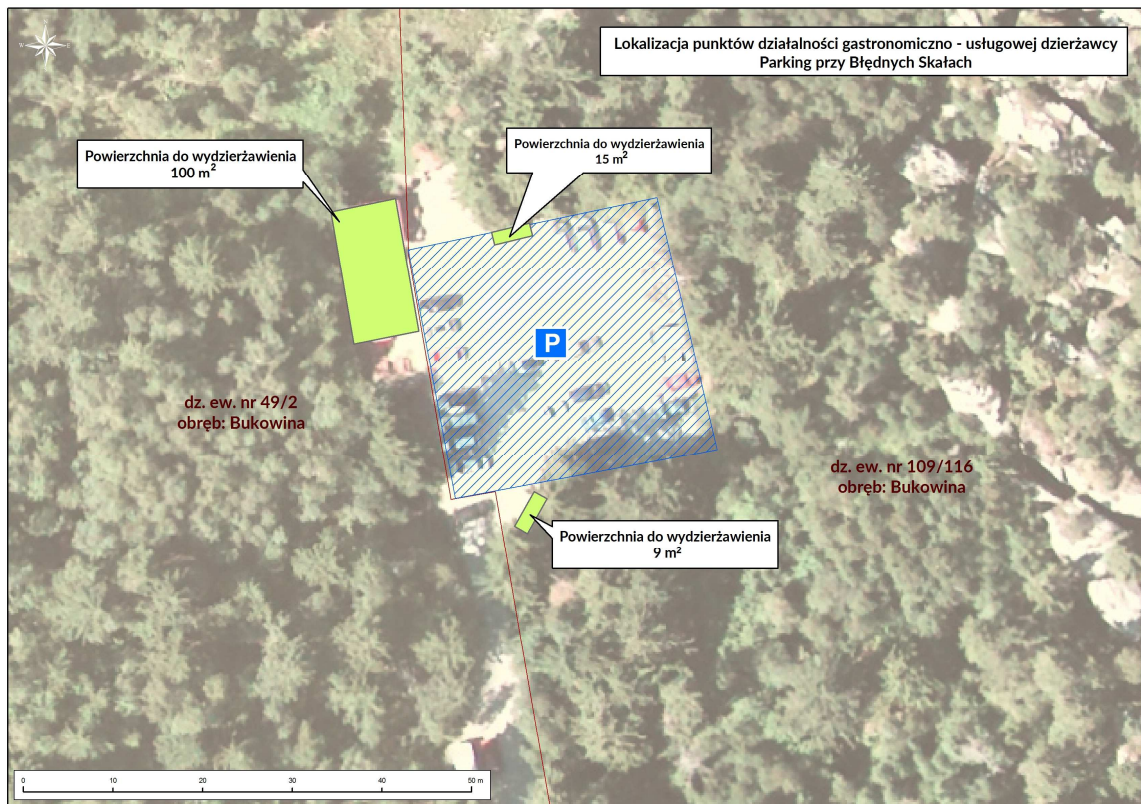 Lokalizacja punktów działalności gastronomiczno - usługowej dzierżawcy
Parking przy Błędnych Skałach
W E
Powierzchnia do wydzierżawienia
100 m²
Powierzchnia do wydzierżawienia
15 m²
P
dz. ew. nr 49/2
obręb: Bukowina
dz. ew. nr 109/116
obręb: Bukowina
Powierzchnia do wydzierżawienia
9 m²
0 10 20 30 40 50 m